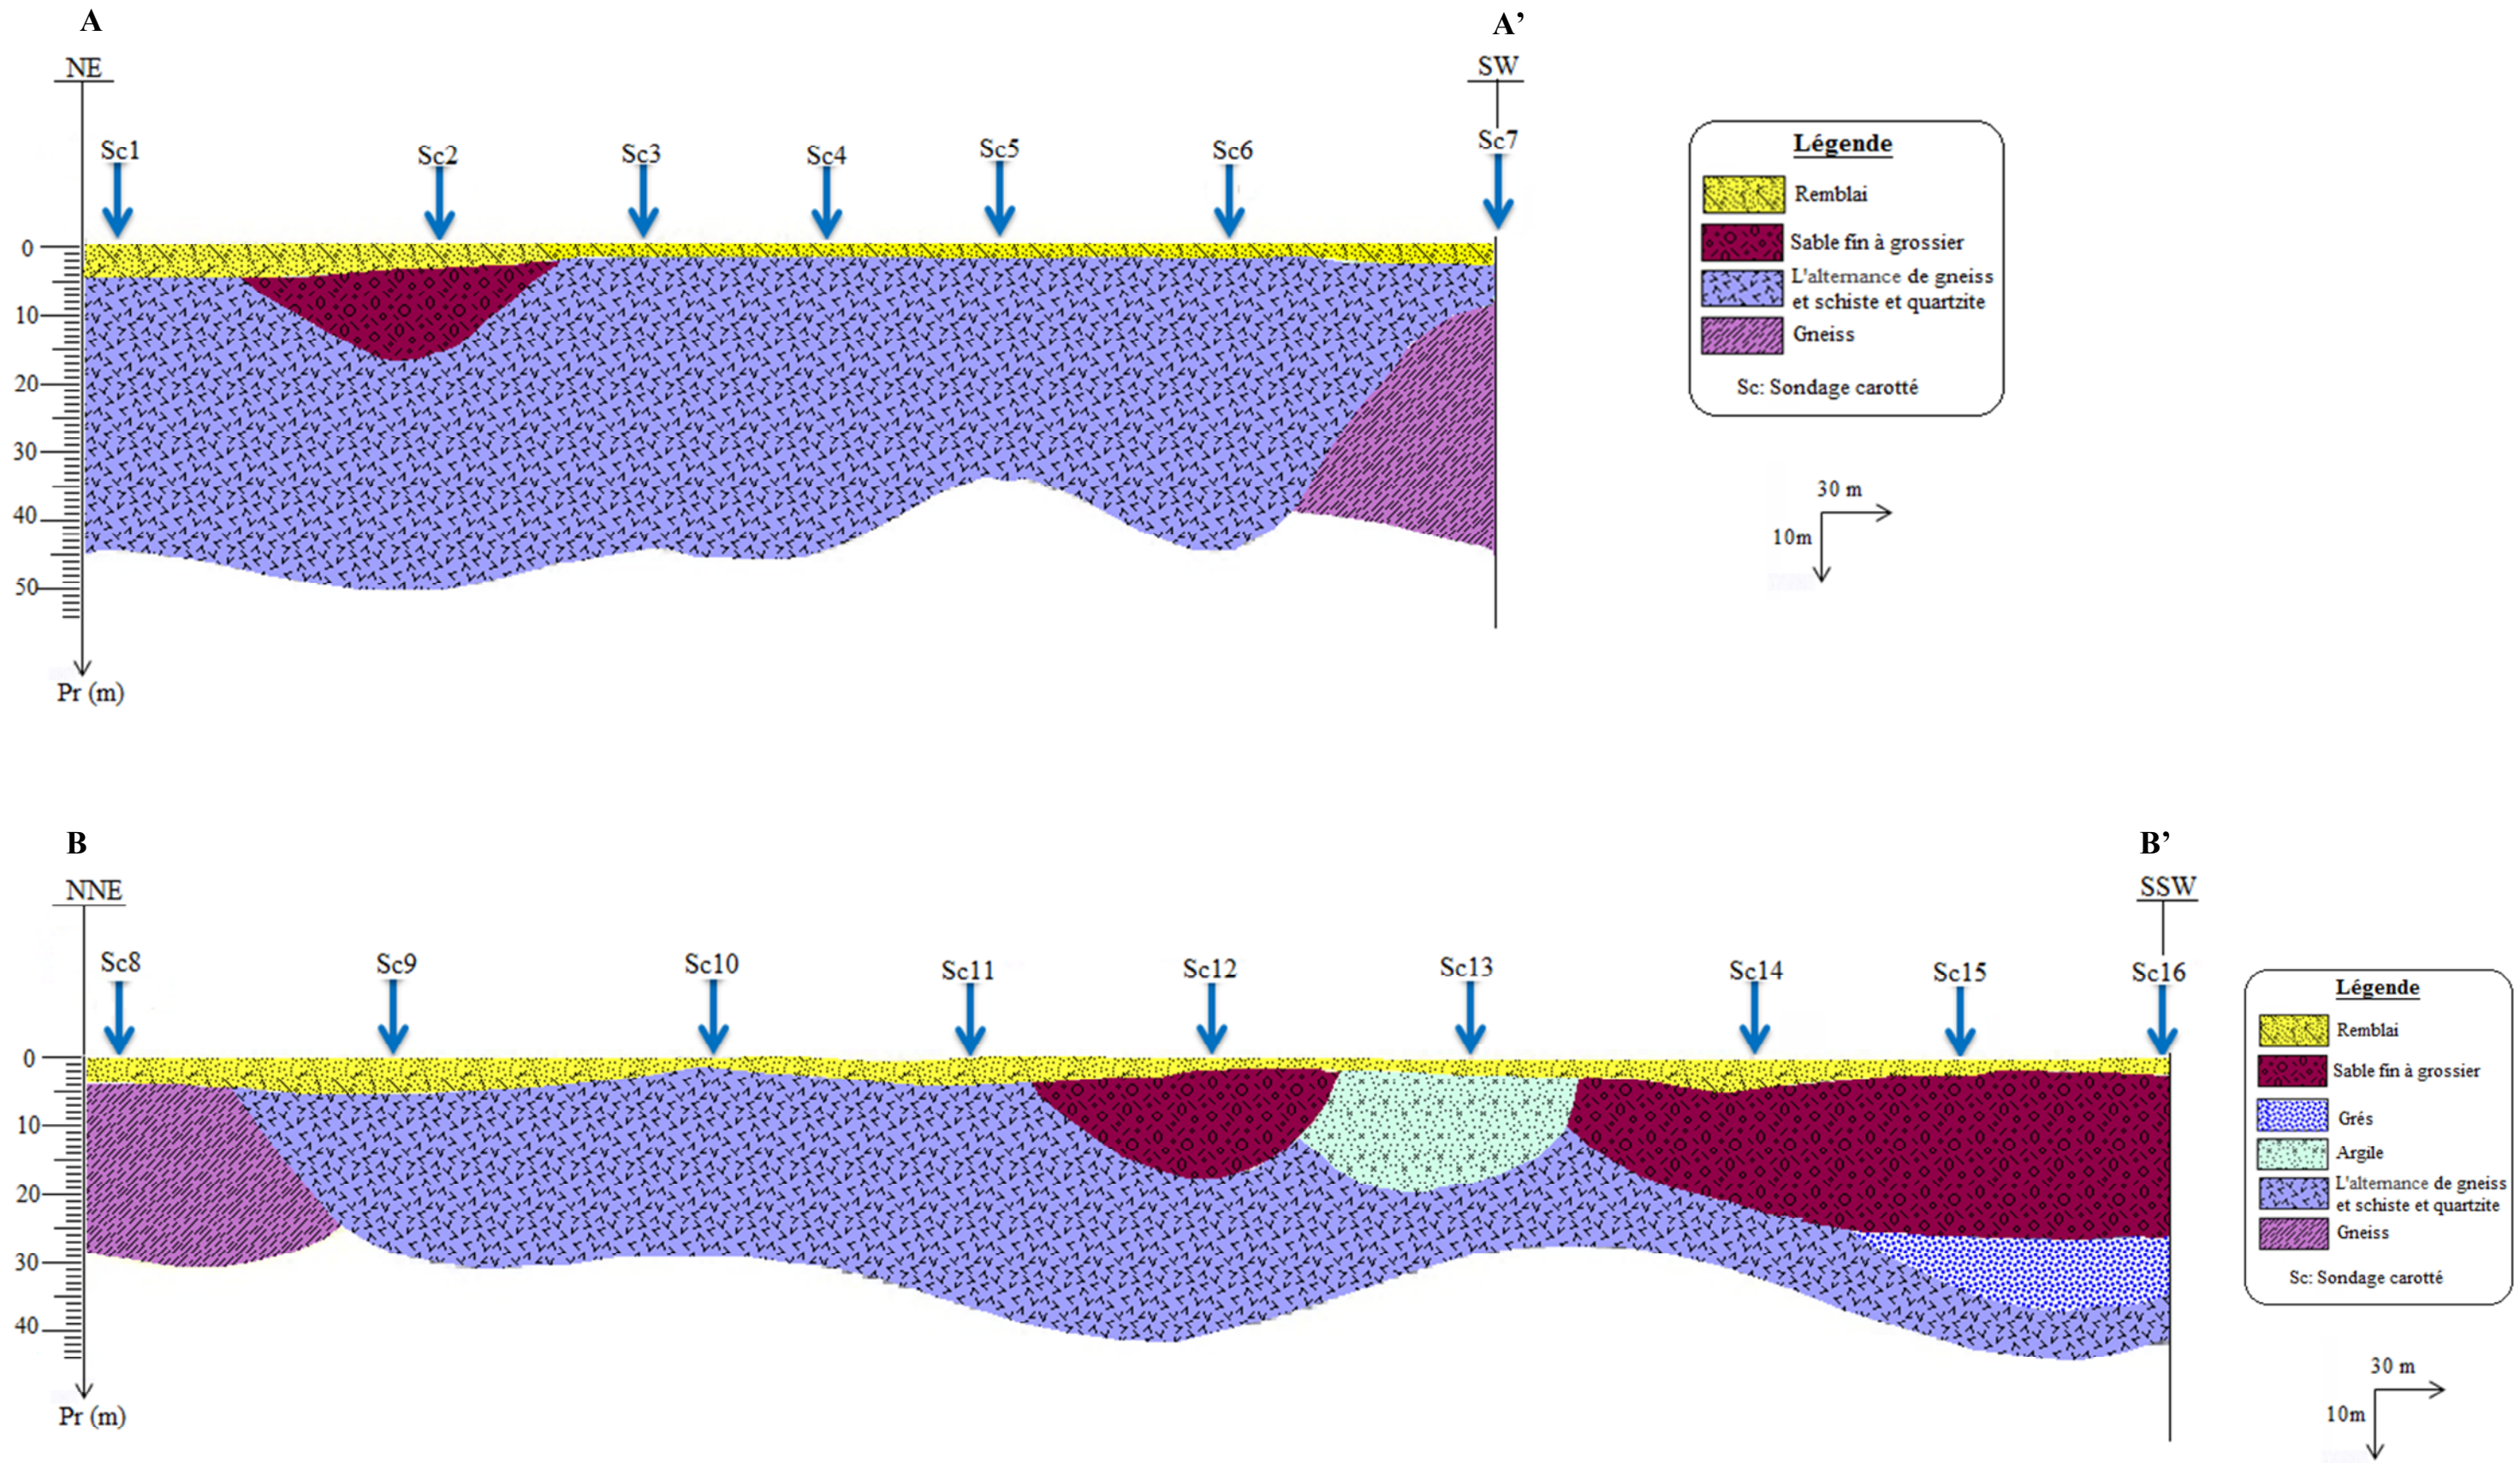 A
A’
NE
SW
Sc1
Sc2
Sc3
Sc4
Sc5
Sc6
Sc7
Légende
Remblai
Sable fin à grossier
L'alternance de gneiss
et schiste et quartzite
Gneiss
Sc: Sondage carotté
0
10
20
30
40
50
Pr (m)
30 m
10m
B
B’
NNE
SSW
Sc8
Sc9
Sc10
Sc11
Sc12
Sc13
Sc14
Sc15
Sc16
Légende
Remblai
Sable fin à grossier
Grés
Argile
L'alternance de gneiss
et schiste et quartzite
Gneiss
Sc: Sondage carotté
0
10
20
30
40
Pr (m)
30 m
10m